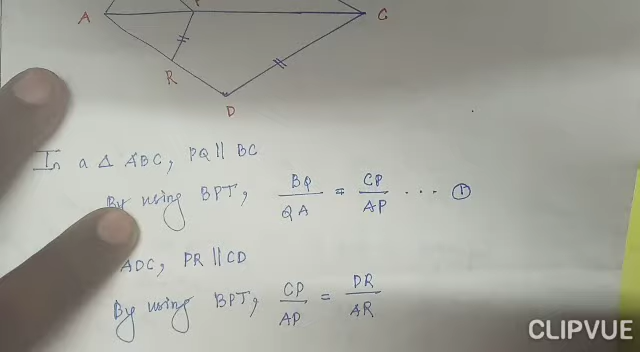 A
C
R
D
In a Δ ABC, PQ || BC
By using BPT, BQ/QA = CP/AP ... ①
ADC, PR || CD
By using BPT, CP/AP = DR/AR
CLIPVUE